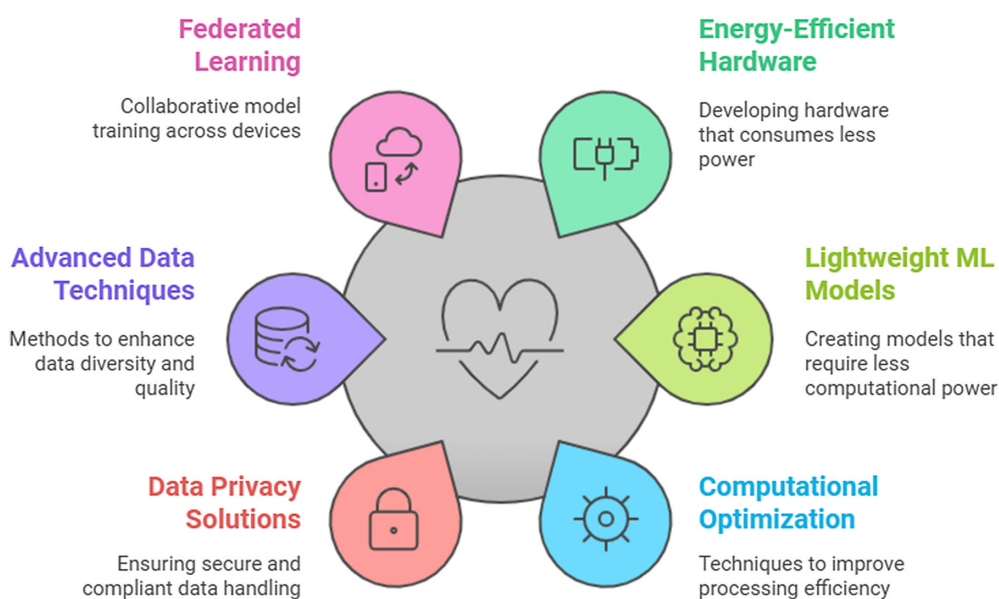 Federated
Learning
Collaborative model
training across devices
Energy-Efficient
Hardware
Developing hardware
that consumes less
power
Advanced Data
Techniques
Methods to enhance
data diversity and
quality
Lightweight ML
Models
Creating models that
require less
computational power
Data Privacy
Solutions
Ensuring secure and
compliant data handling
Computational
Optimization
Techniques to improve
processing efficiency